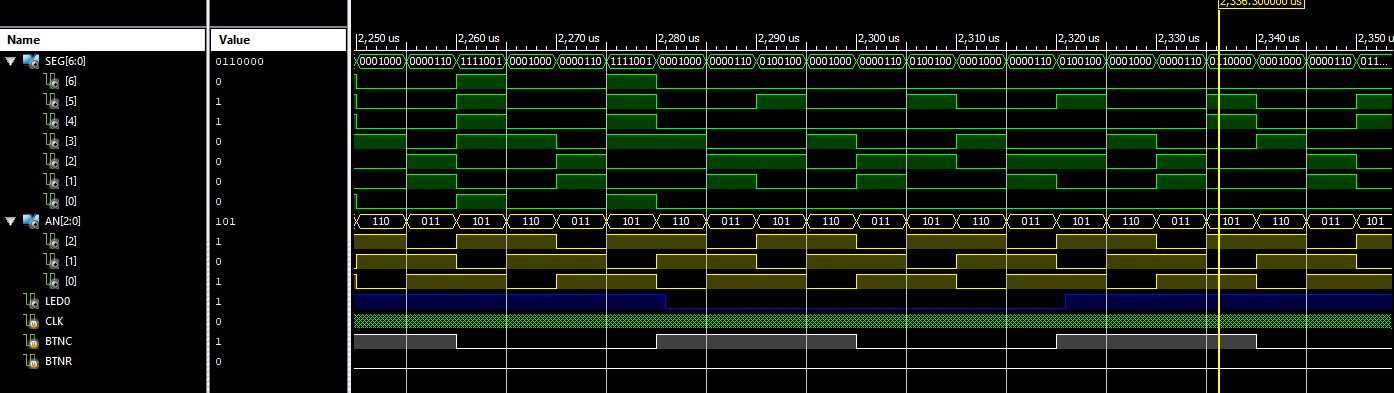 2,336.300000 us
Name Value 2,250 us 2,260 us 2,270 us 2,280 us 2,290 us 2,300 us 2,310 us 2,320 us 2,330 us 2,340 us 2,350
SEG[6:0] 0110000 0001000 0000110 1111001 0001000 0000110 1111001 0001000 0000110 0100100 0001000 0000110 0100100 0001000 0000110 0100100 0001000 0000110 0110000 0001000 0000110 011...
[6] 0
[5] 1
[4] 1
[3] 0
[2] 0
[1] 0
[0] 0
AN[2:0] 101 110 011 101 110 011 101 110 011 101 110 011 101 110 011 101 110 011 101 110 011 101
[2] 1
[1] 0
[0] 1
LED0 1
CLK 0
BTNC 1
BTNR 0